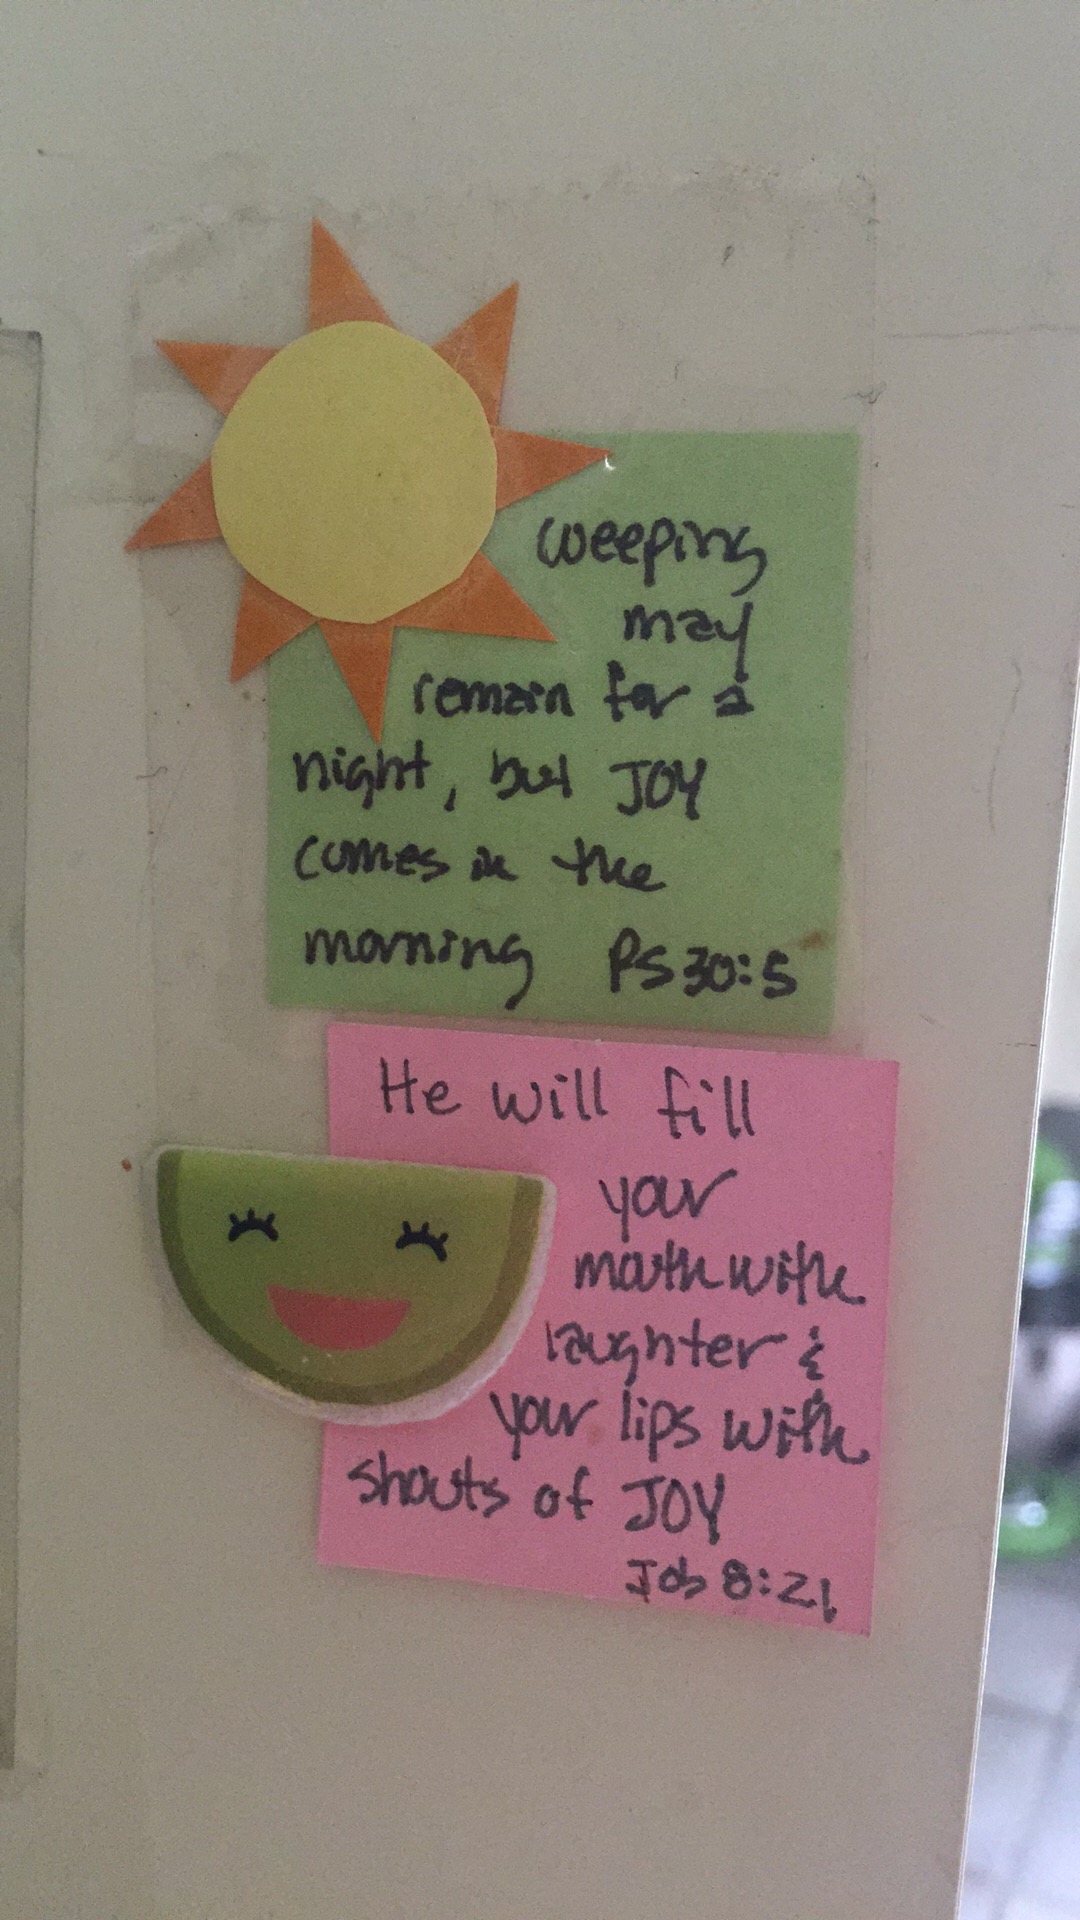 weeping
may
remain for a
night, but JOY
comes in the
morning PS 30:5
He will fill
your
mouth with
laughter &
your lips with
shouts of JOY
Job 8:21